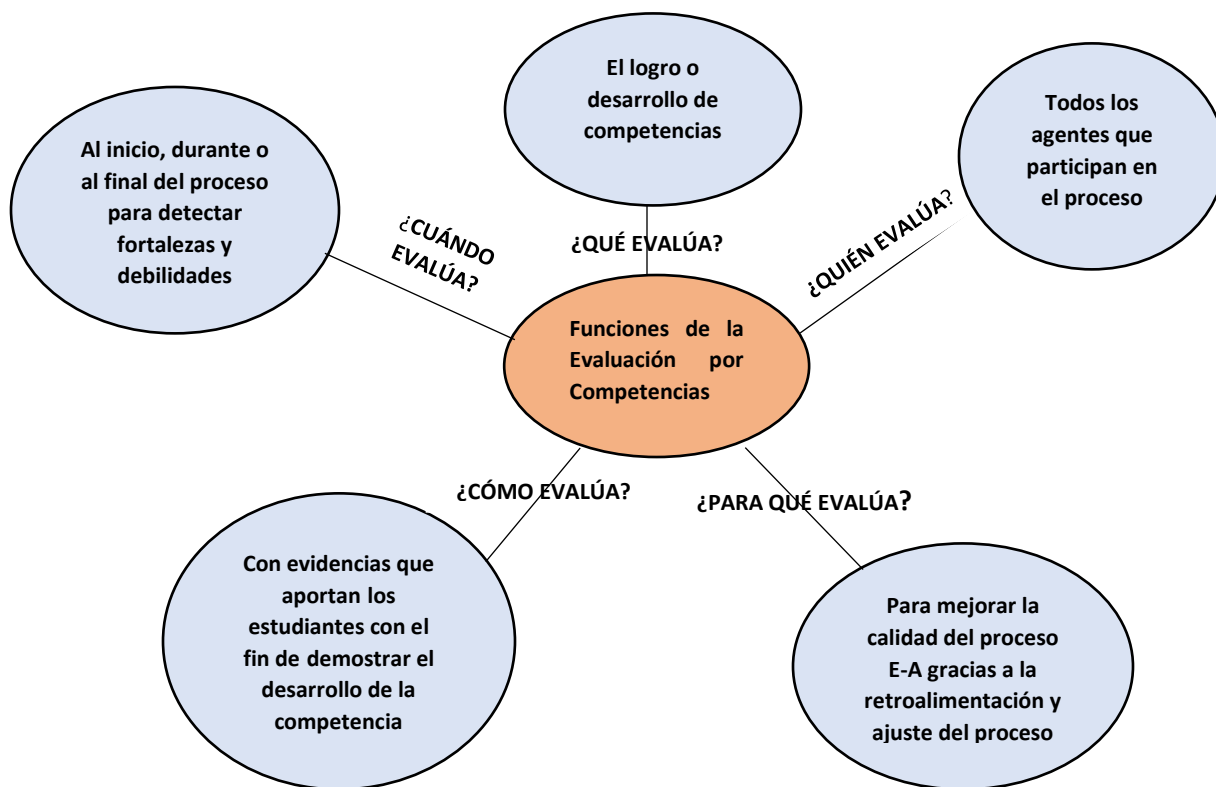 El logro o
desarrollo de
competencias
Todos los
agentes que
participan en
el proceso
Al inicio, durante o
al final del proceso
para detectar
fortalezas y
debilidades
¿CUÁNDO
EVALÚA?
¿QUÉ EVALÚA?
¿QUIÉN EVALÚA?
Funciones de la
Evaluación por
Competencias
¿CÓMO EVALÚA?
¿PARA QUÉ EVALÚA?
Con evidencias que
aportan los
estudiantes con el
fin de demostrar el
desarrollo de la
competencia
Para mejorar la
calidad del proceso
E-A gracias a la
retroalimentación y
ajuste del proceso